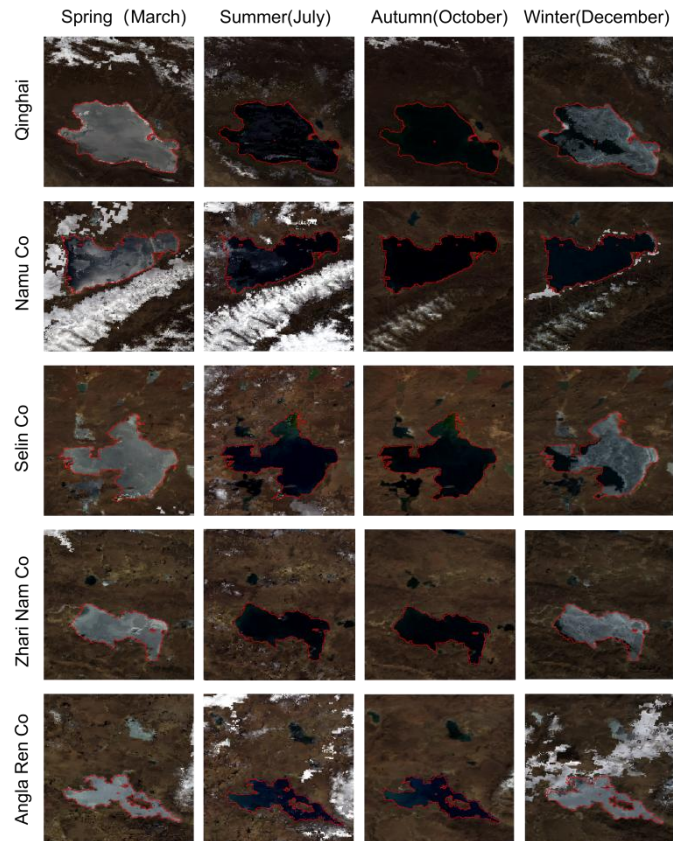 Spring (March) Summer(July) Autumn(October) Winter(December)
Qinghai
Namu Co
Selin Co
Zhari Nam Co
Angla Ren Co